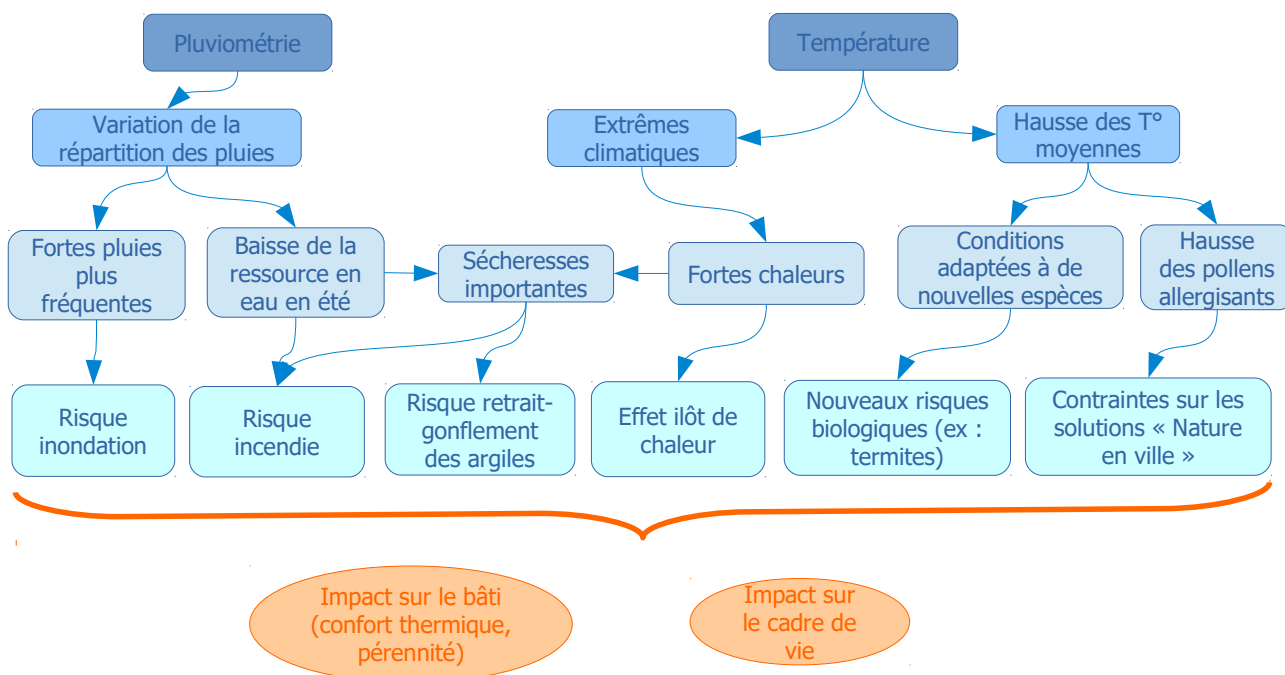 Pluviométrie
Température
Variation de la
répartition des pluies
Extrêmes
climatiques
Hausse des T°
moyennes
Fortes pluies
plus
fréquentes
Baisse de la
ressource en
eau en été
Sécheresses
importantes
Fortes chaleurs
Conditions
adaptées à de
nouvelles espèces
Hausse
des pollens
allergisants
Risque
inondation
Risque
incendie
Risque retrait-
gonflement
des argiles
Effet ilôt de
chaleur
Nouveaux risques
biologiques (ex :
termites)
Contraintes sur les
solutions « Nature
en ville »
Impact sur le bâti
(confort thermique,
pérennité)
Impact sur
le cadre de
vie